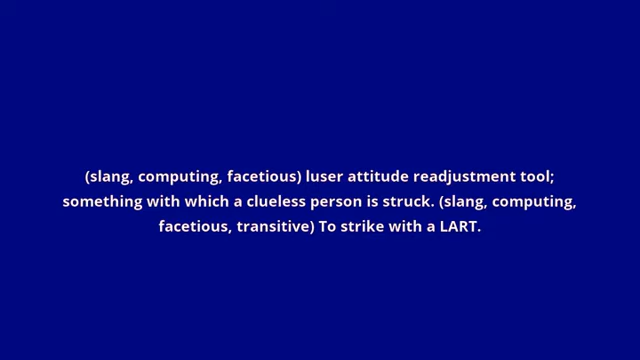 (slang, computing, facetious) luser attitude readjustment tool;
something with which a clueless person is struck. (slang, computing,
facetious, transitive) To strike with a LART.